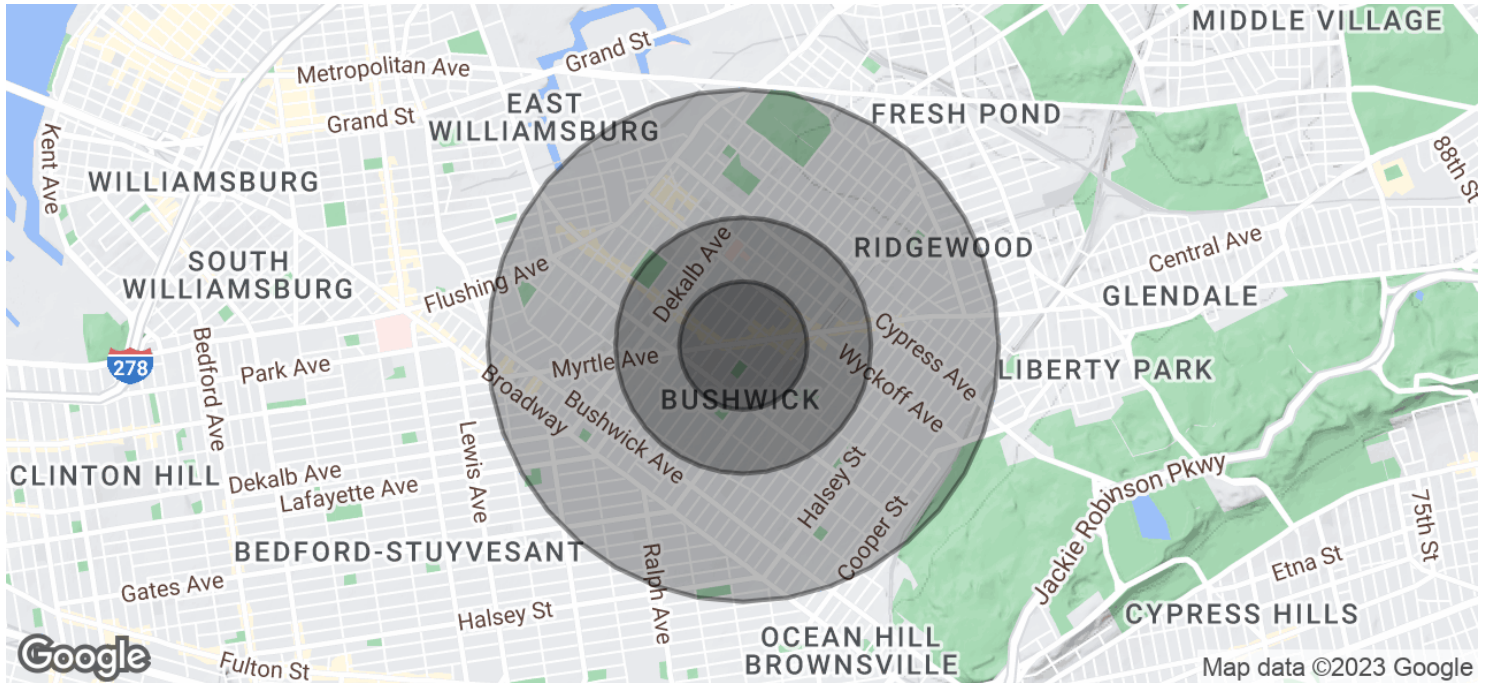 MIDDLE VILLAGE
Grand St
Metropolitan Ave
EAST
WILLIAMSBURG
FRESH POND
Grand St
Kent Ave
88th St
WILLIAMSBURG
Dekalb Ave
RIDGEWOOD
Central Ave
SOUTH
WILLIAMSBURG
Flushing Ave
GLENDALE
Cypress Ave
278
Bedford Ave
Park Ave
Myrtle Ave
Wyckoff Ave
LIBERTY PARK
Broadway
BUSHWICK
Bushwick Ave
Lewis Ave
CLINTON HILL
Dekalb Ave
Lafayette Ave
Halsey St
Jackie Robinson Pkwy
75th St
Cooper St
BEDFORD-STUYVESANT
Ralph Ave
Etna St
Gates Ave
Halsey St
CYPRESS HILLS
OCEAN HILL
BROWNSVILLE
Google
Fulton St
Map data ©2023 Google